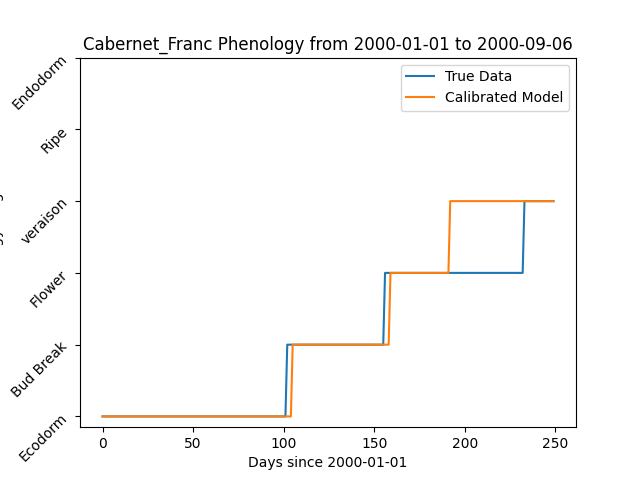 Cabernet_Franc Phenology from 2000-01-01 to 2000-09-06
True Data
Calibrated Model
Endodorm
Ripe
veraison
Flower
Bud Break
Ecodorm
0 50 100 150 200 250
Days since 2000-01-01